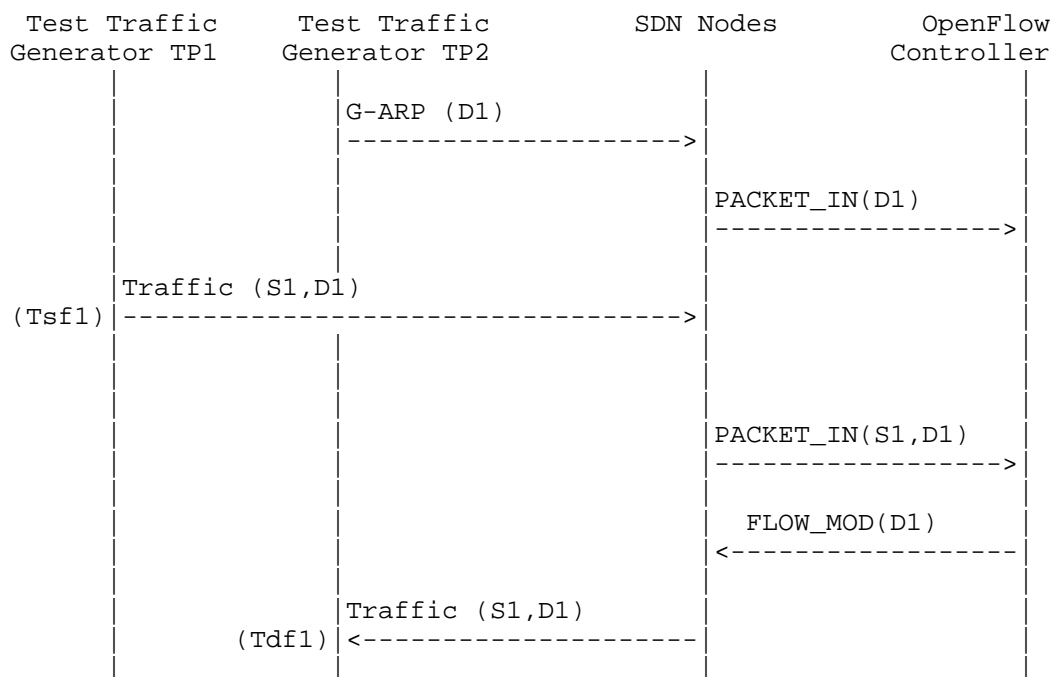 Test Traffic Test Traffic SDN Nodes OpenFlow
Generator TP1 Generator TP2 Controller
G-ARP (D1)
PACKET_IN(D1)
Traffic (S1,D1)
(Tsf1)
PACKET_IN(S1,D1)
FLOW_MOD(D1)
Traffic (S1,D1)
(Tdf1)